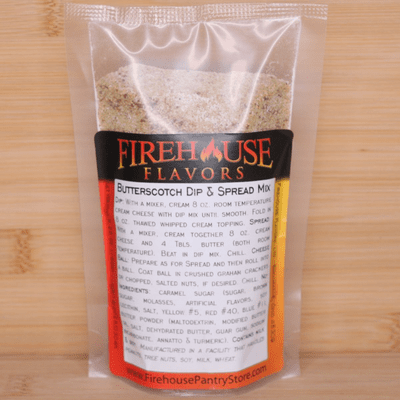 FIREHOUSE
FLAVORS
BUTTERSCOTCH DIP & SPREAD MIX
DIP: WITH A MIXER, CREAM 8 OZ. ROOM TEMPERATURE
CREAM CHEESE WITH DIP MIX UNTIL SMOOTH. FOLD IN
8 OZ. THAWED WHIPPED CREAM TOPPING. SPREAD:
WITH A MIXER, CREAM TOGETHER 8 OZ. CREAM
CHEESE AND 4 TBLS. BUTTER (BOTH ROOM
TEMPERATURE). BEAT IN DIP MIX. CHILL. CHEESE
BALL: PREPARE AS FOR SPREAD AND THEN ROLL INTO
A BALL. COAT BALL IN CRUSHED GRAHAM CRACKERS
OR CHOPPED, SALTED NUTS, IF DESIRED. CHILL.
INGREDIENTS: CARAMEL SUGAR (SUGAR, BROWN
SUGAR, MOLASSES, ARTIFICIAL FLAVORS,
LECITHIN, SALT, YELLOW #5, RED #40, BLUE
BUTTER POWDER (MALTODEXTRIN, MODIFIED BUTTER
SALT, DEHYDRATED BUTTER, GUAR GUM,
ANNATTO & TURMERIC). CONTAINS:
MANUFACTURED IN A FACILITY THAT
TREE NUTS, SOY, MILK, WHEAT
www.FirehousePantryStore.com